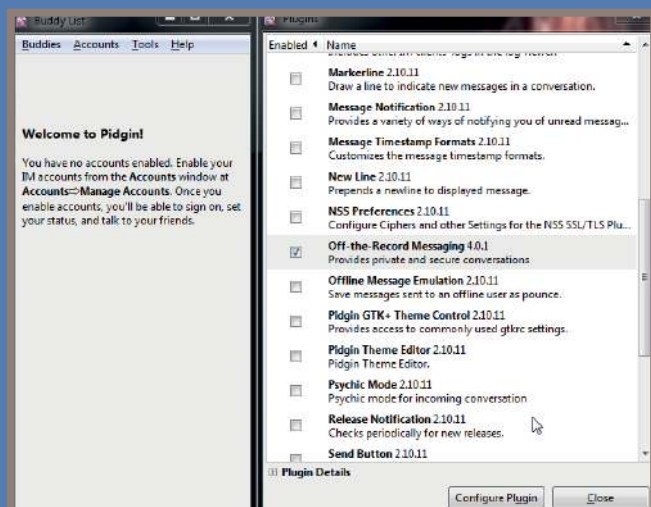 Buddy List
Buddies Accounts Tools Help
Welcome to Pidgin!
You have no accounts enabled. Enable your
IM accounts from the Accounts window at
Accounts⇨Manage Accounts. Once you
enable accounts, you'll be able to sign on, set
your status, and talk to your friends.
Plugins
Enabled Name
Markerline 2.10.11
Draw a line to indicate new messages in a conversation.
Message Notification 2.10.11
Provides a variety of ways of notifying you of unread messag...
Message Timestamp Formats 2.10.11
Customizes the message timestamp formats.
New Line 2.10.11
Prepends a newline to displayed message.
NSS Preferences 2.10.11
Configure Ciphers and other Settings for the NSS SSL/TLS Plu...
Off-the-Record Messaging 4.0.1
Provides private and secure conversations
Offline Message Emulation 2.10.11
Save messages sent to an offline user as pounce.
Pidgin GTK+ Theme Control 2.10.11
Provides access to commonly used gtkrc settings.
Pidgin Theme Editor 2.10.11
Pidgin Theme Editor.
Psychic Mode 2.10.11
Psychic mode for incoming conversation
Release Notification 2.10.11
Checks periodically for new releases.
Send Button 2.10.11
Plugin Details
Configure Plugin Close